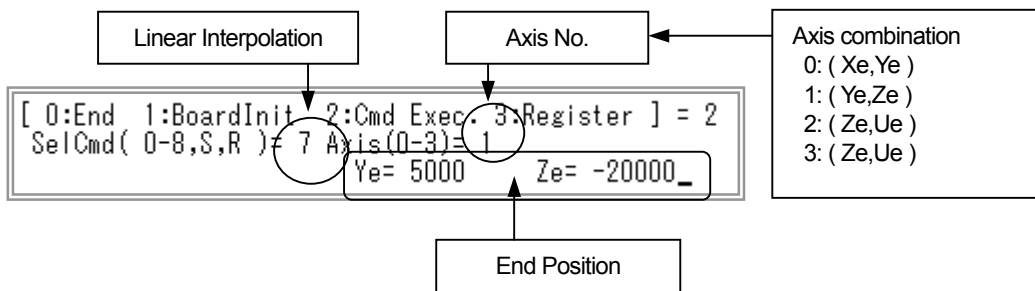 Linear Interpolation
Axis No.
Axis combination
0: ( Xe,Ye )
1: ( Ye,Ze )
2: ( Ze,Ue )
3: ( Ze,Ue )
[ 0:End 1:BoardInit 2:Cmd Exec. 3:Register ] = 2
SelCmd( 0-8,S,R )= 7 Axis(0-3)= 1
Ye= 5000 Ze= -20000_
End Position